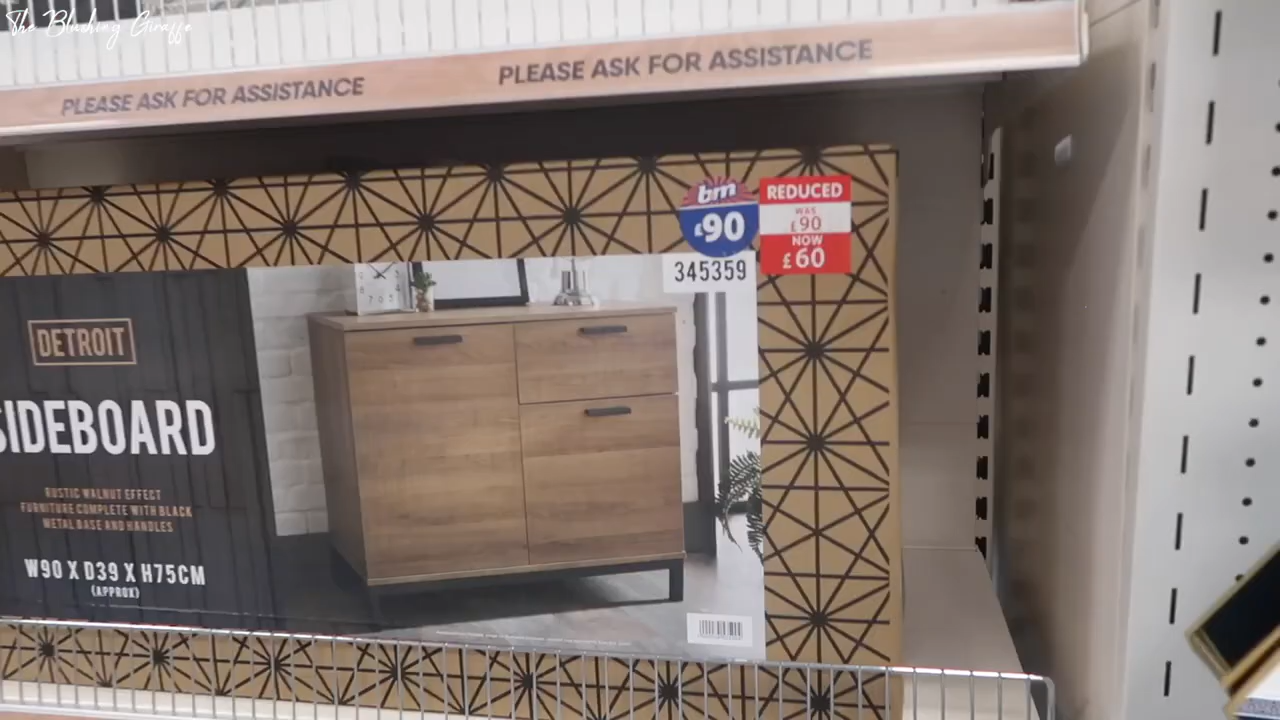 The Blushing Giraffe
PLEASE ASK FOR ASSISTANCE
PLEASE ASK FOR ASSISTANCE
bm
£90
REDUCED
WAS
£90
NOW
£60
345359
DETROIT
SIDEBOARD
RUSTIC WALNUT EFFECT
FURNITURE COMPLETE WITH BLACK
METAL BASE AND HANDLES
W90 X D39 X H75CM
(APPROX)